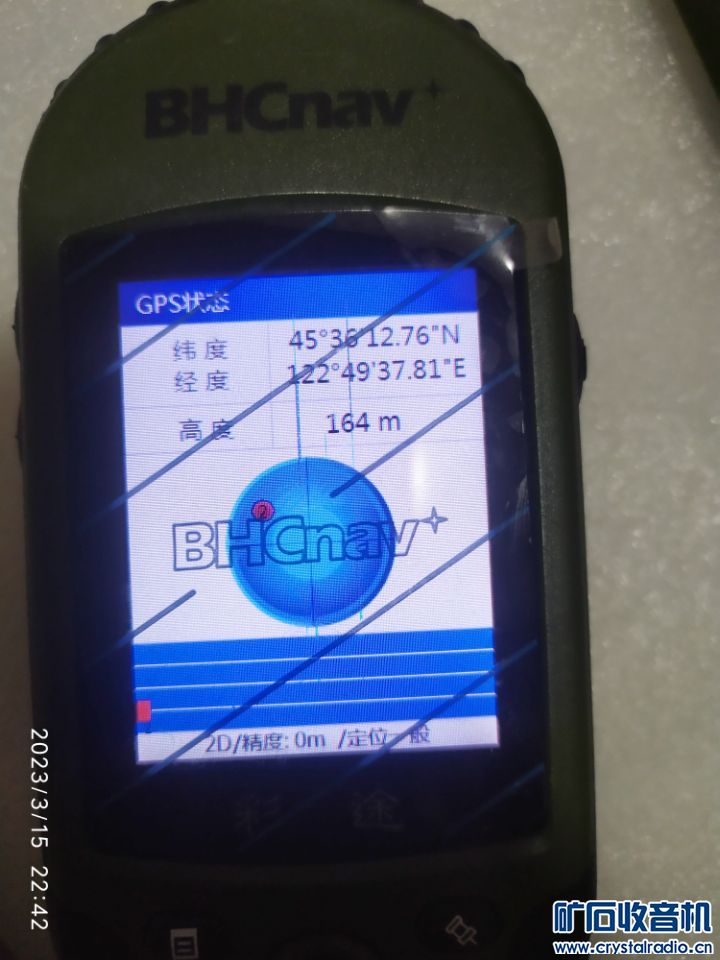 BHCnav
GPS状态
纬度 45°36'12.76"N
经度 122°49'37.81"E
高度 164 m
BHCnav
2D/精度: 0m /定位一般
彩 途
2023/3/15 22:42
矿石收音机
www.crystalradio.cn